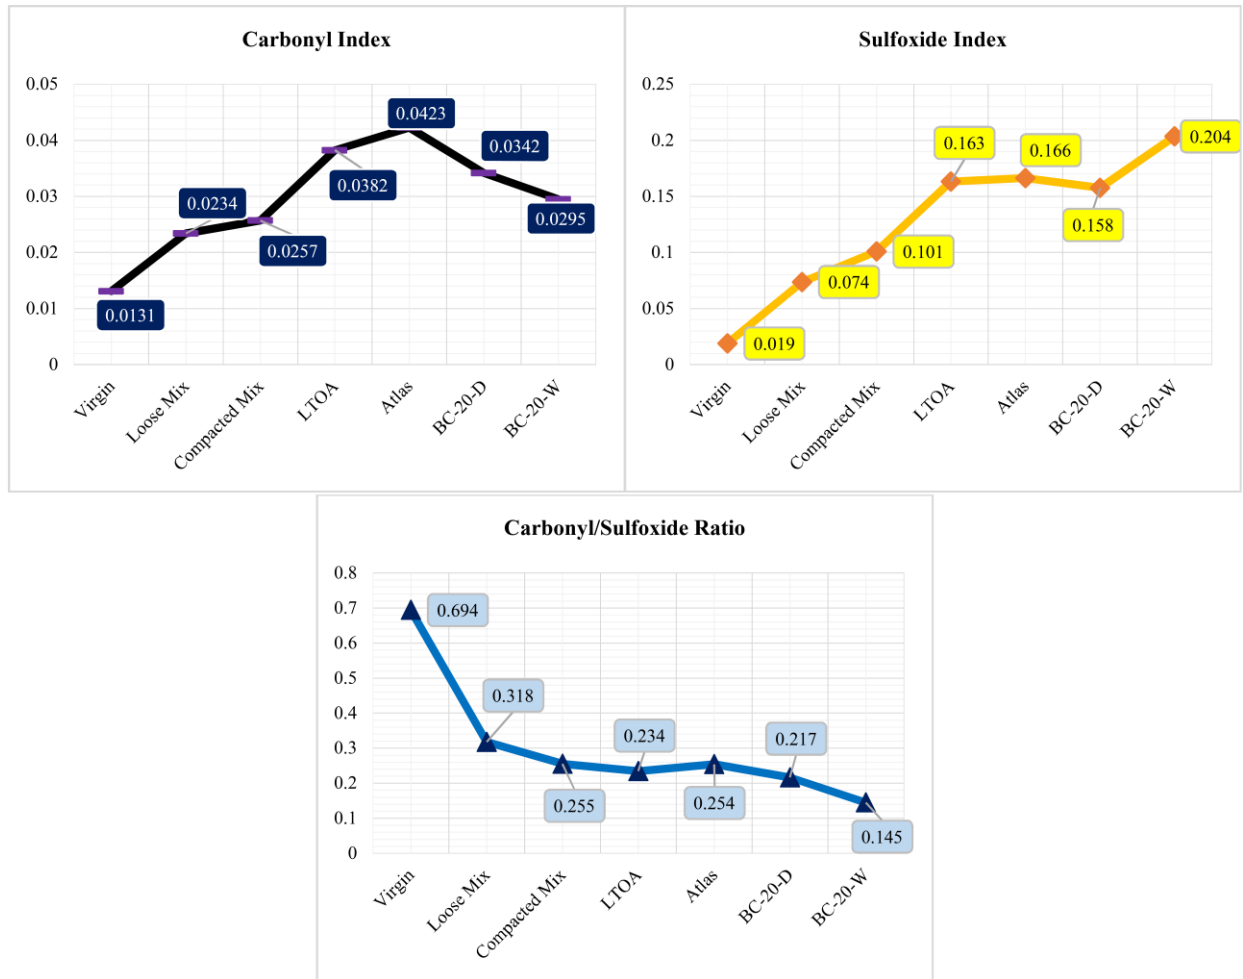 Carbonyl Index
0.05
0.04
0.03
0.02
0.01
0
0.0131
0.0234
0.0257
0.0382
0.0423
0.0342
0.0295
Virgin
Loose Mix
Compacted Mix
LTOA
Atlas
BC-20-D
BC-20-W
Sulfoxide Index
0.25
0.2
0.15
0.1
0.05
0
0.019
0.074
0.101
0.163
0.166
0.158
0.204
Virgin
Loose Mix
Compacted Mix
LTOA
Atlas
BC-20-D
BC-20-W
Carbonyl/Sulfoxide Ratio
0.8
0.7
0.6
0.5
0.4
0.3
0.2
0.1
0
0.694
0.318
0.255
0.234
0.254
0.217
0.145
Virgin
Loose Mix
Compacted Mix
LTOA
Atlas
BC-20-D
BC-20-W